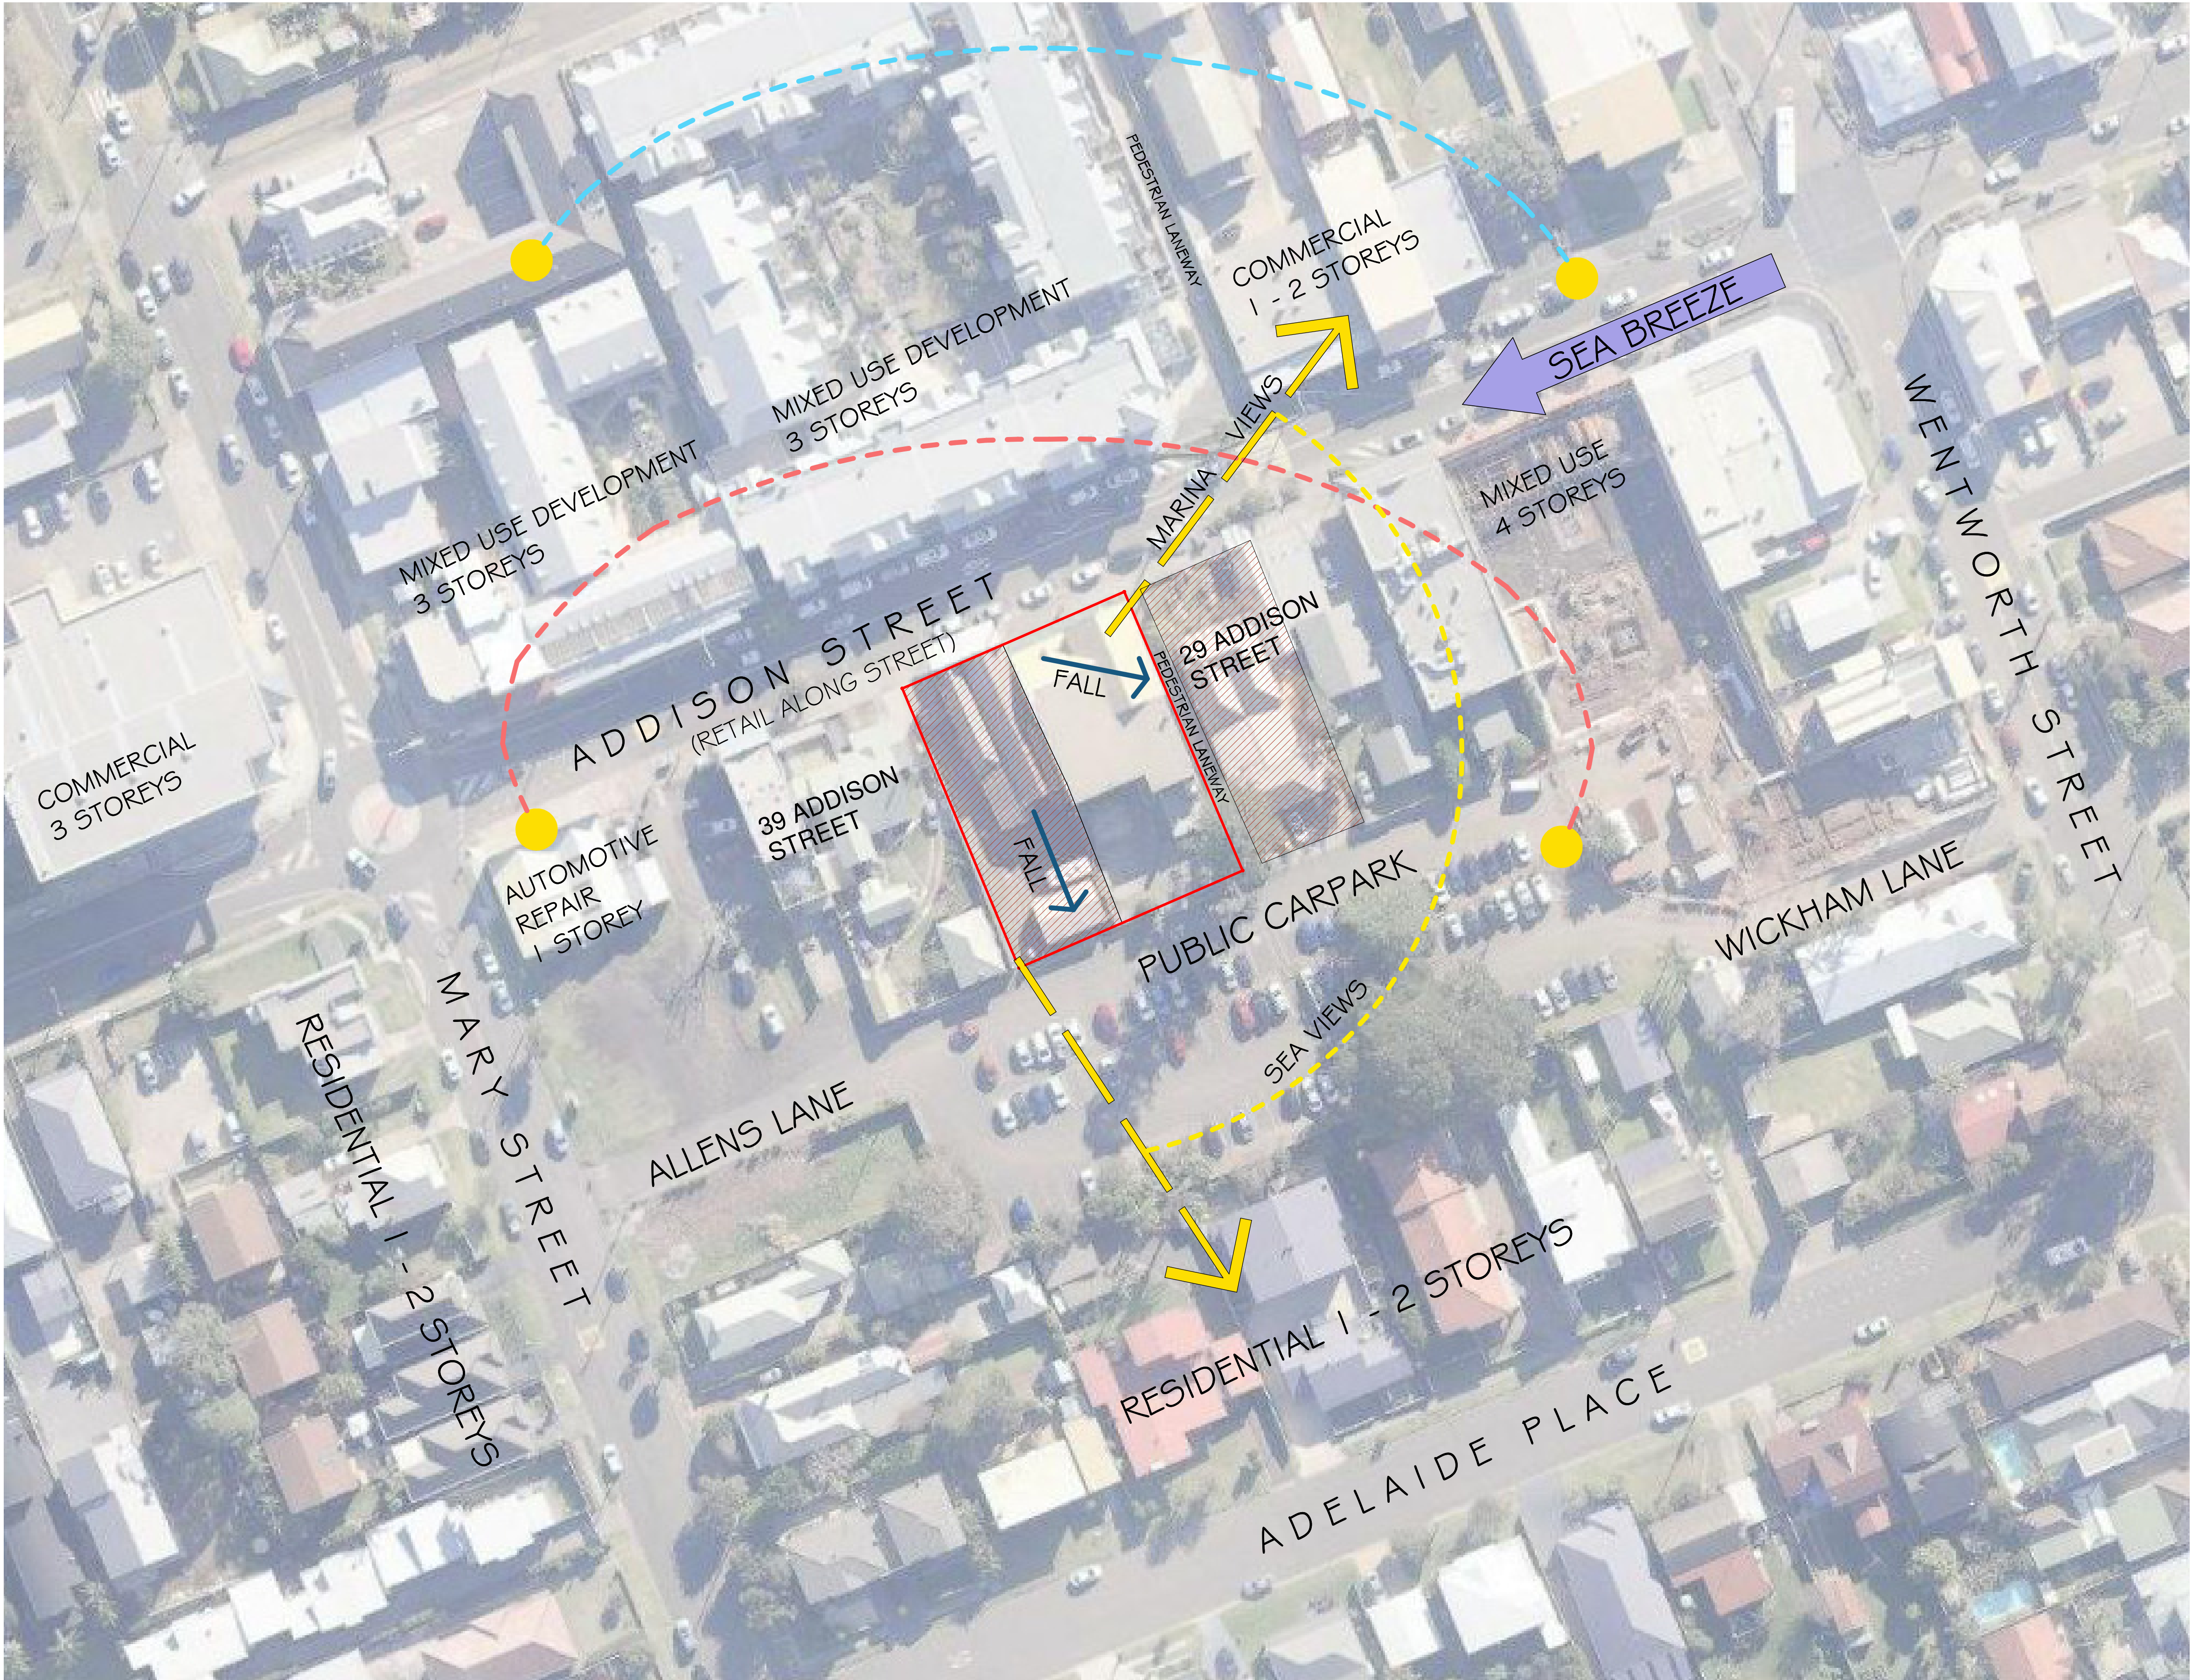 PEDESTRIAN LANEWAY
COMMERCIAL
1 - 2 STOREYS
SEA BREEZE
MIXED USE DEVELOPMENT
3 STOREYS
MIXED USE DEVELOPMENT
3 STOREYS
MARINA VIEWS
MIXED USE
4 STOREYS
WENTWORTH STREET
ADDISON STREET
(RETAIL ALONG STREET)
29 ADDISON
STREET
FALL
PEDESTRIAN LANEWAY
COMMERCIAL
3 STOREYS
39 ADDISON
STREET
FALL
AUTOMOTIVE
REPAIR
1 STOREY
PUBLIC CARPARK
WICKHAM LANE
MARY STREET
SEA VIEWS
RESIDENTIAL 1 - 2 STOREYS
ALLENS LANE
RESIDENTIAL 1 - 2 STOREYS
ADELAIDE PLACE